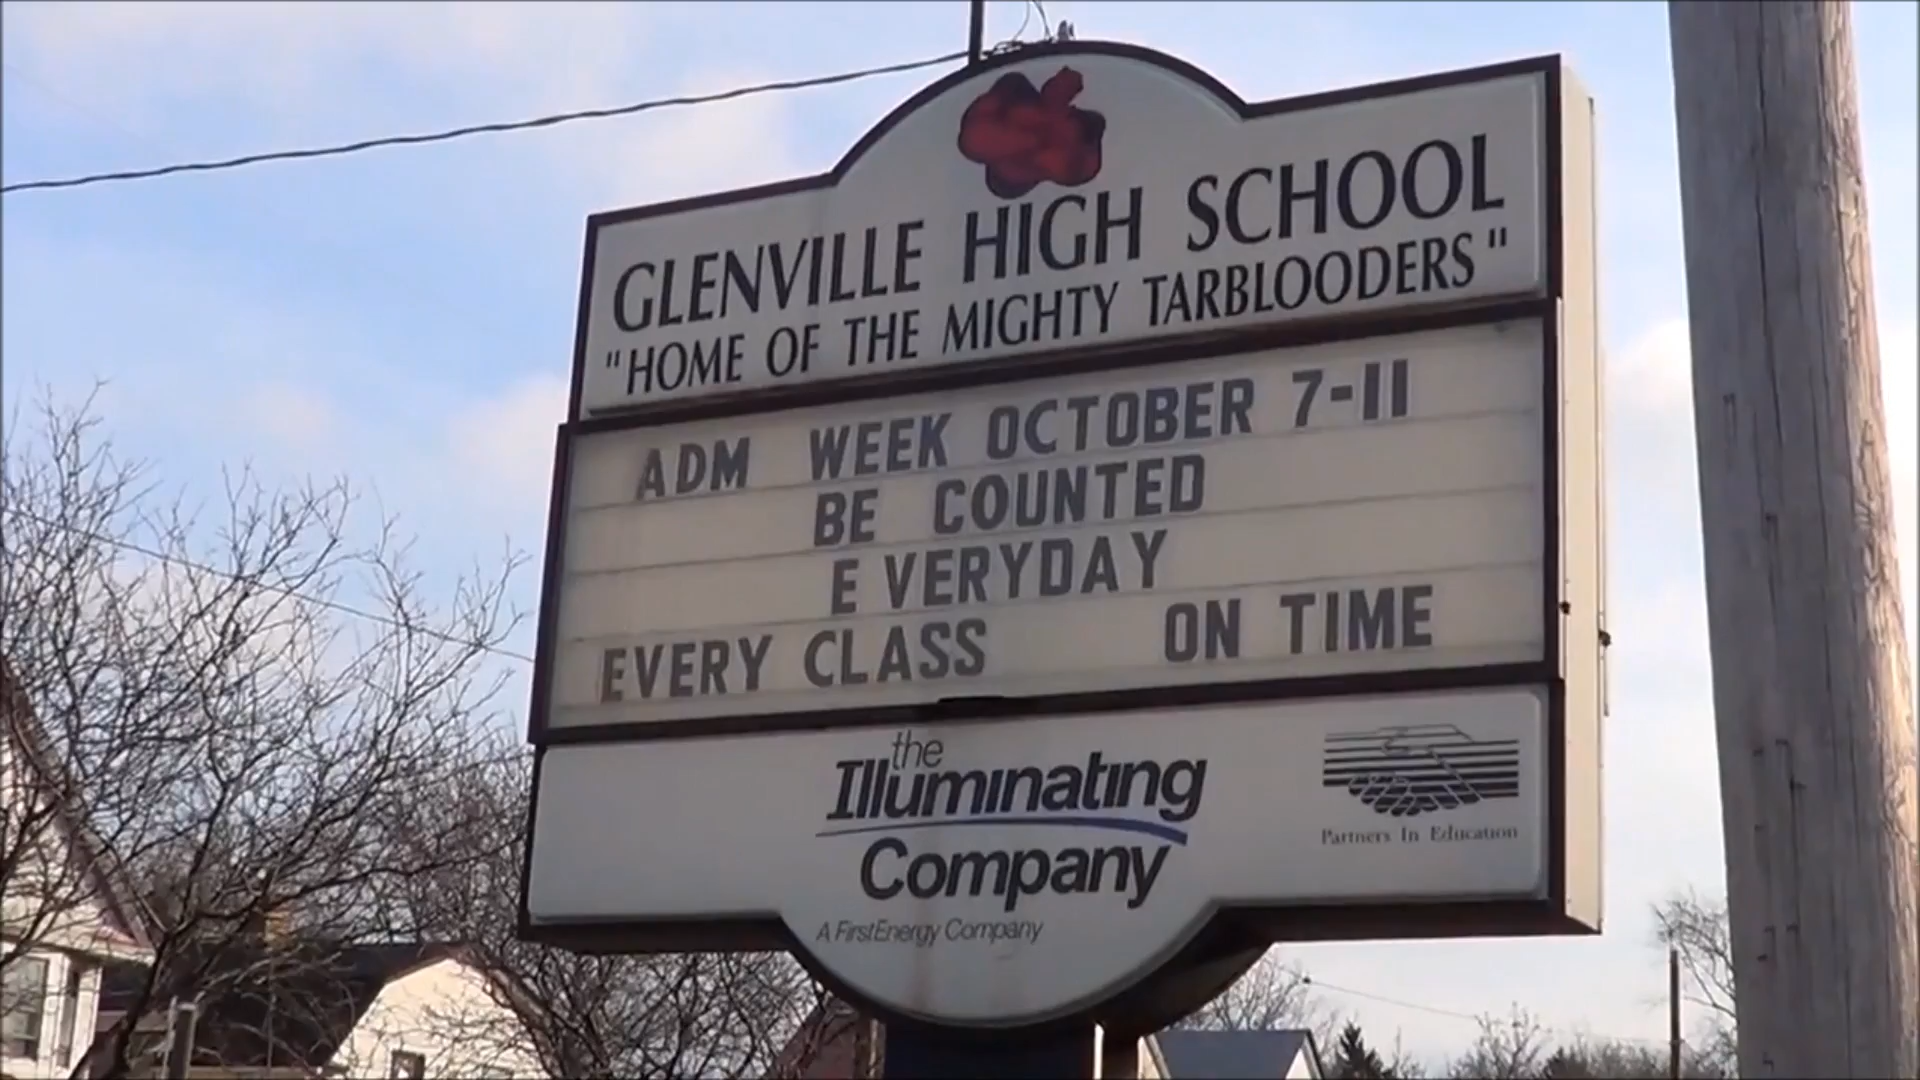 GLENVILLE HIGH SCHOOL
"HOME OF THE MIGHTY TARBLOODERS"
ADM WEEK OCTOBER 7-11
BE COUNTED
E VERYDAY
EVERY CLASS ON TIME
the
Illuminating
Company
A FirstEnergy Company
Partners In Education